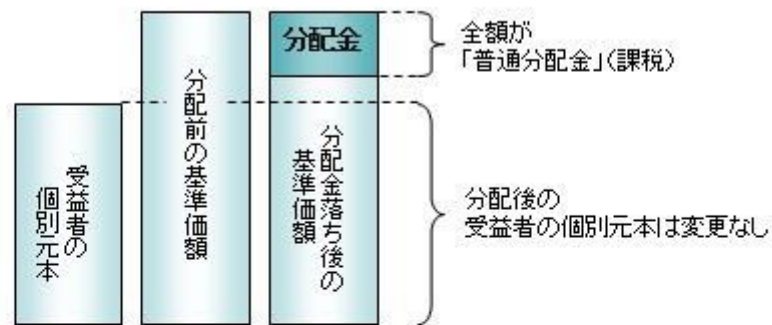 受益者の
個別元本
分配前の基準価額
分配金
分配金落ち後の
基準価額
全額が
「普通分配金」(課税)
分配後の
受益者の個別元本は変更なし